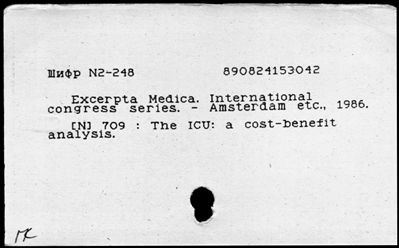 Шифр N2-248 890824153042
Excerpta Medica. International
congress series. - Amsterdam etc., 1986.
[N] 709 : The ICU: a cost-benefit
analysis.